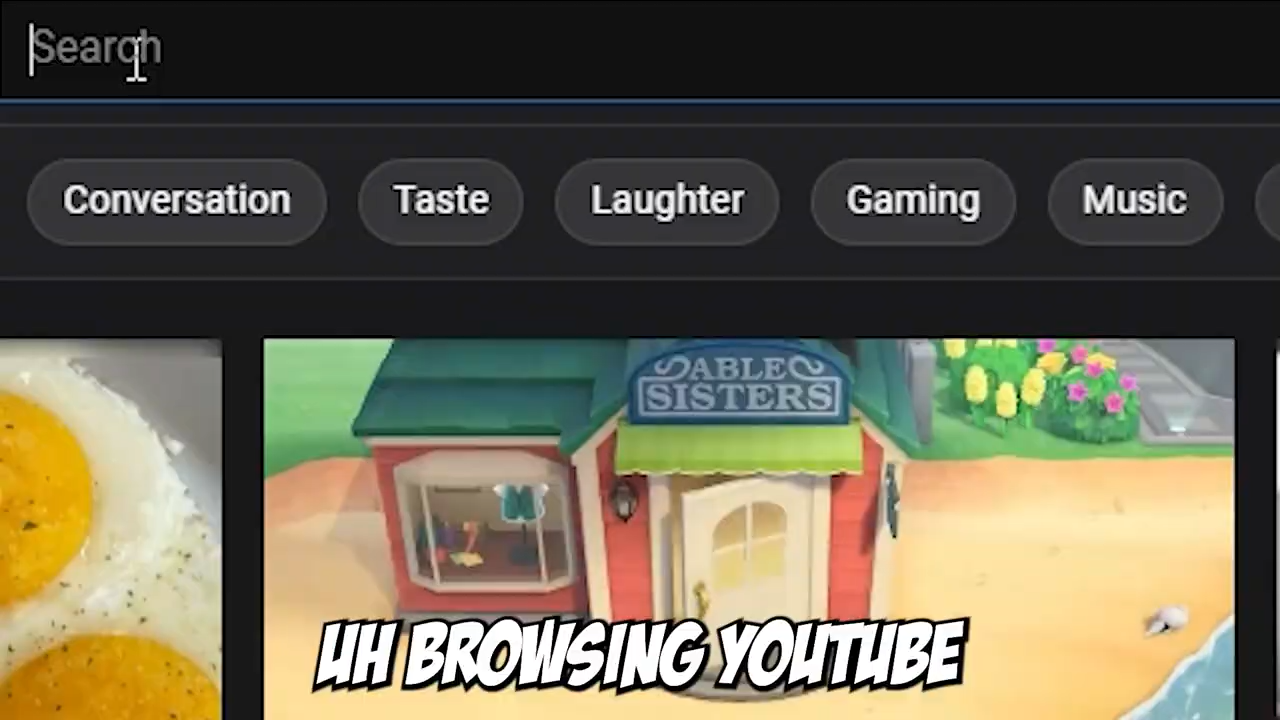 Search
Conversation Taste Laughter Gaming Music
ABLE
SISTERS
UH BROWSING YOUTUBE